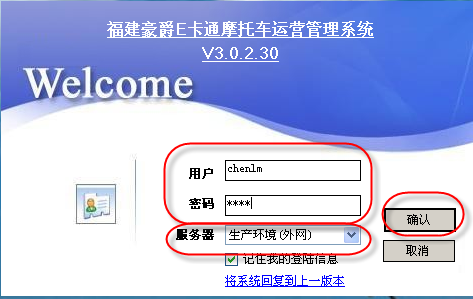 福建豪爵E卡通摩托车运营管理系统
V3.0.2.30
Welcome
用户 chenlm
密码 ****
确认
服务器 生产环境(外网)
取消
记住我的登陆信息
将系统回复到上一版本